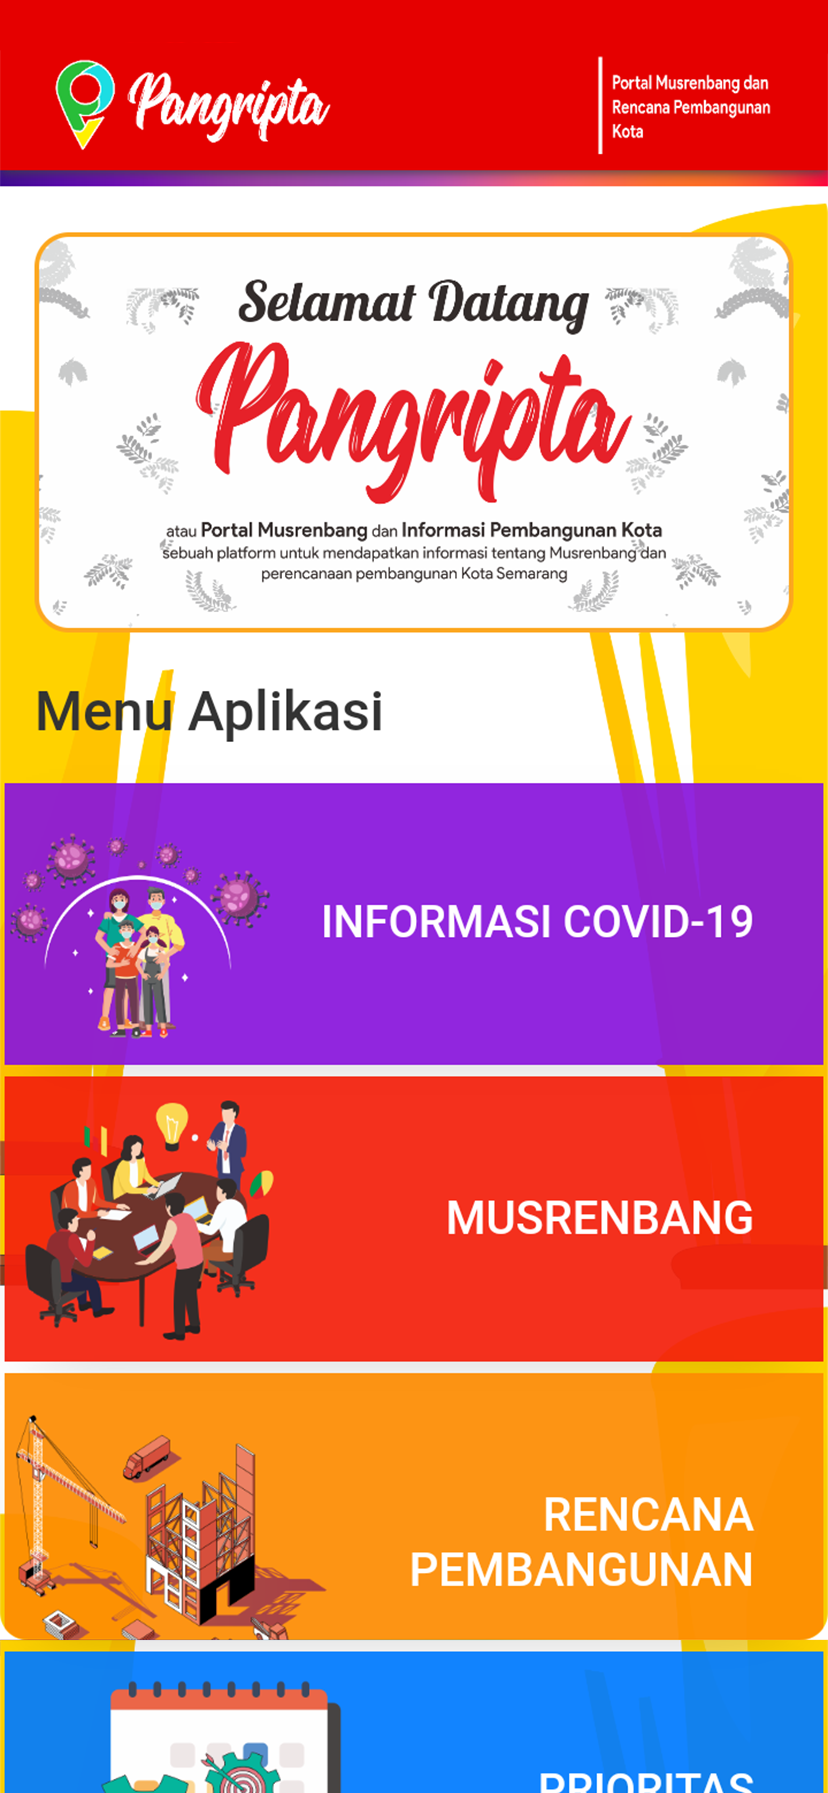 Pangripta
Portal Musrenbang dan
Rencana Pembangunan
Kota
Selamat Datang
Pangripta
atau Portal Musrenbang dan Informasi Pembangunan Kota
sebuah platform untuk mendapatkan informasi tentang Musrenbang dan
perencanaan pembangunan Kota Semarang
Menu Aplikasi
INFORMASI COVID-19
MUSRENBANG
RENCANA
PEMBANGUNAN
PRIORITAS